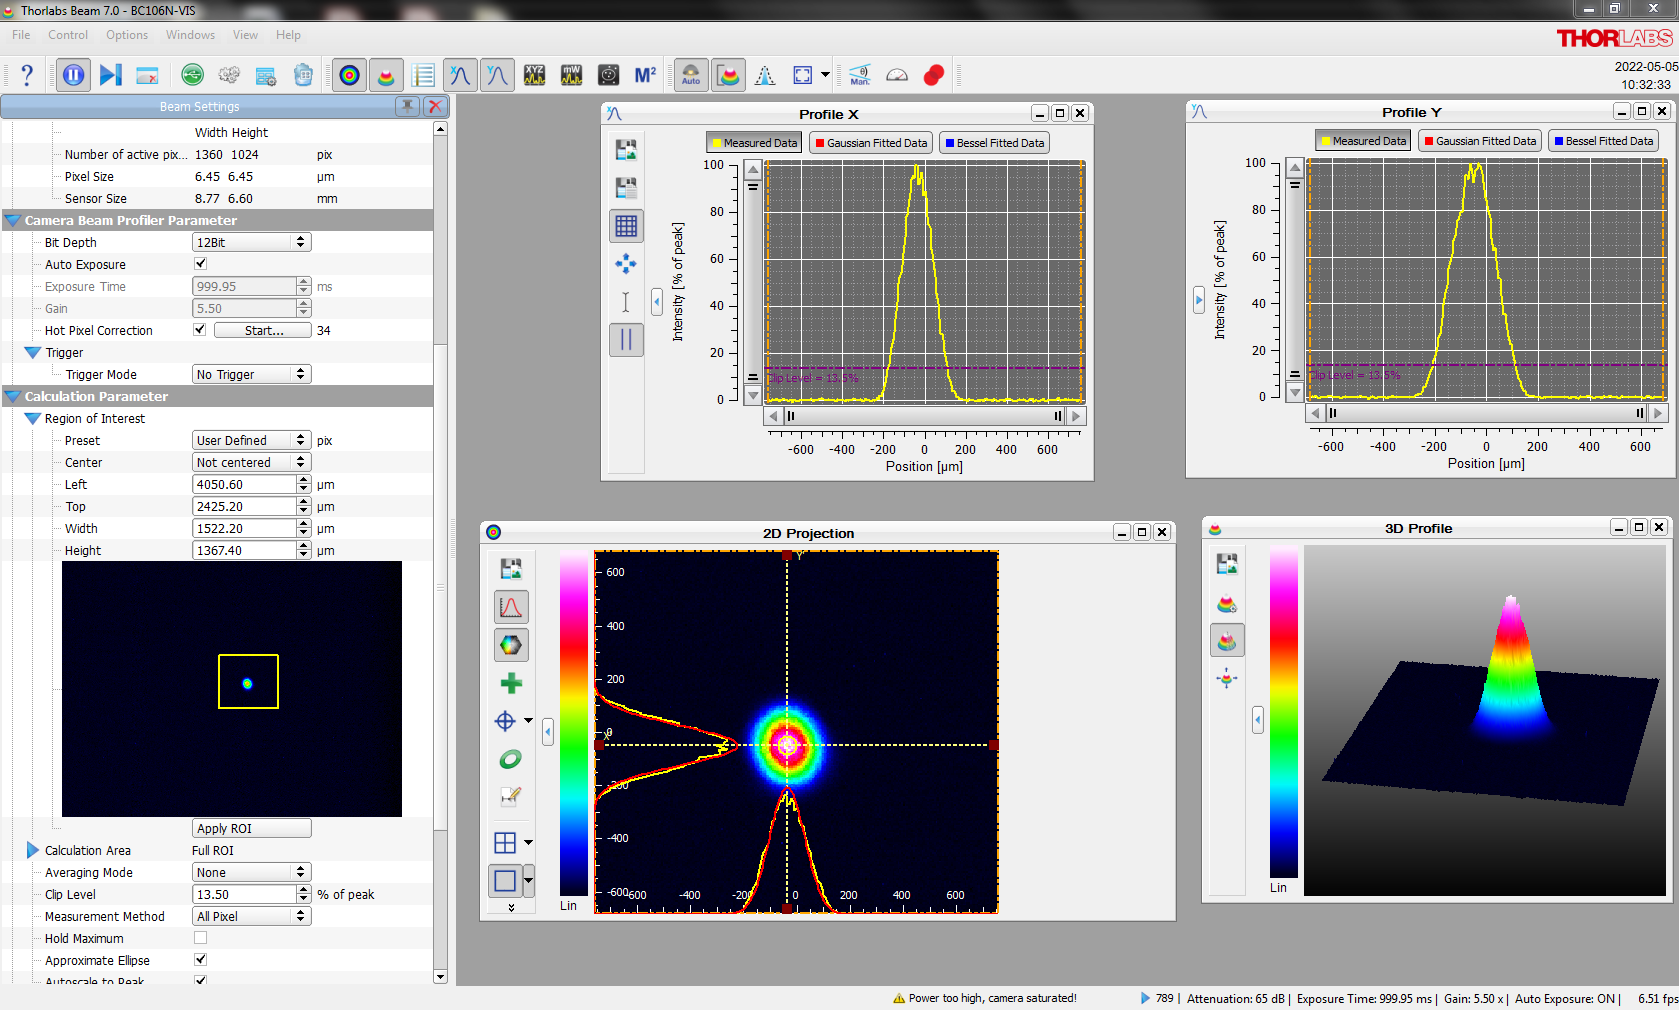 Thorlabs Beam 7.0 - BC106N-VIS
File Control Options Windows View Help
THORLABS
?
XYZ
mW
M²
Auto
Man.
2022-05-05
10:32:33
Beam Settings
Width Height
Number of active pix... 1360 1024 pix
Pixel Size 6.45 6.45 µm
Sensor Size 8.77 6.60 mm
Camera Beam Profiler Parameter
Bit Depth 12Bit
Auto Exposure
Exposure Time 999.95 ms
Gain 5.50
Hot Pixel Correction Start... 34
Trigger
Trigger Mode No Trigger
Calculation Parameter
Region of Interest
Preset User Defined pix
Center Not centered
Left 4050.60 µm
Top 2425.20 µm
Width 1522.20 µm
Height 1367.40 µm
Apply ROI
Calculation Area Full ROI
Averaging Mode None
Clip Level 13.50 % of peak
Measurement Method All Pixel
Hold Maximum
Approximate Ellipse
Autoscale to Peak
Profile X
Measured Data Gaussian Fitted Data Bessel Fitted Data
Intensity [% of peak]
100
80
60
40
20
0
Clip Level = 13.5%
-600 -400 -200 0 200 400 600
Position [µm]
Profile Y
Measured Data Gaussian Fitted Data Bessel Fitted Data
Intensity [% of peak]
100
80
60
40
20
0
Clip Level = 13.5%
-600 -400 -200 0 200 400 600
Position [µm]
2D Projection
Lin
Y
X
600
400
200
0
-200
-400
-600
-600 -400 -200 0 200 400 600
3D Profile
Lin
Power too high, camera saturated!
789 | Attenuation: 65 dB | Exposure Time: 999.95 ms | Gain: 5.50 x | Auto Exposure: ON | 6.51 fps